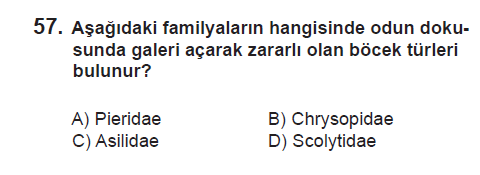 57. Aşağıdaki familyaların hangisinde odun doku-
sunda galeri açarak zararlı olan böcek türleri
bulunur?
A) Pieridae B) Chrysopidae
C) Asilidae D) Scolytidae